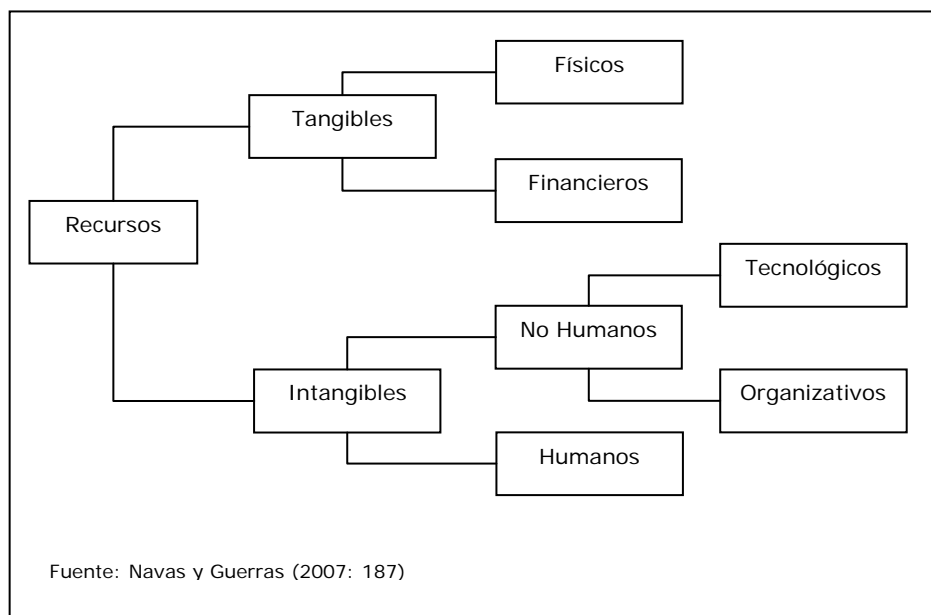 Físicos
Tangibles
Financieros
Recursos
Tecnológicos
No Humanos
Intangibles
Organizativos
Humanos
Fuente: Navas y Guerras (2007: 187)